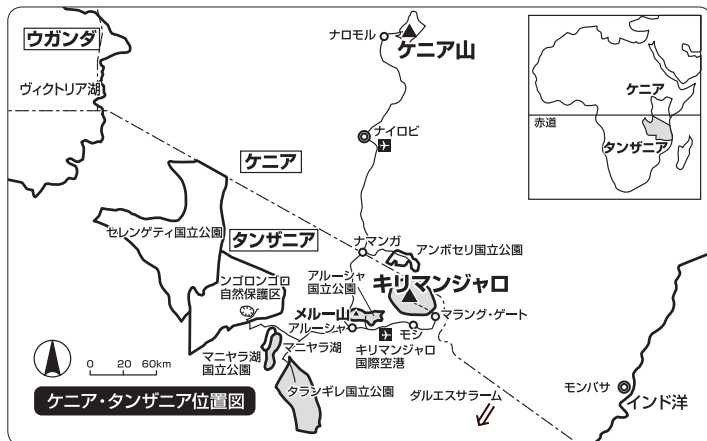 ウガンダ
ヴィクトリア湖
ナロモル
ケニア山
ケニア
赤道
タンザニア
ナイロビ
ケニア
セレンゲティ国立公園
タンザニア
ナマンガ
アンボセリ国立公園
ンゴロンゴロ
自然保護区
アルーシャ
国立公園
キリマンジャロ
メルー山
アルーシャ
モシ
マラング・ゲート
キリマンジャロ
国際空港
マニヤラ湖
国立公園
マニヤラ湖
タランギレ国立公園
0 20 60km
ケニア・タンザニア位置図
ダルエスサラーム
モンバサ
インド洋